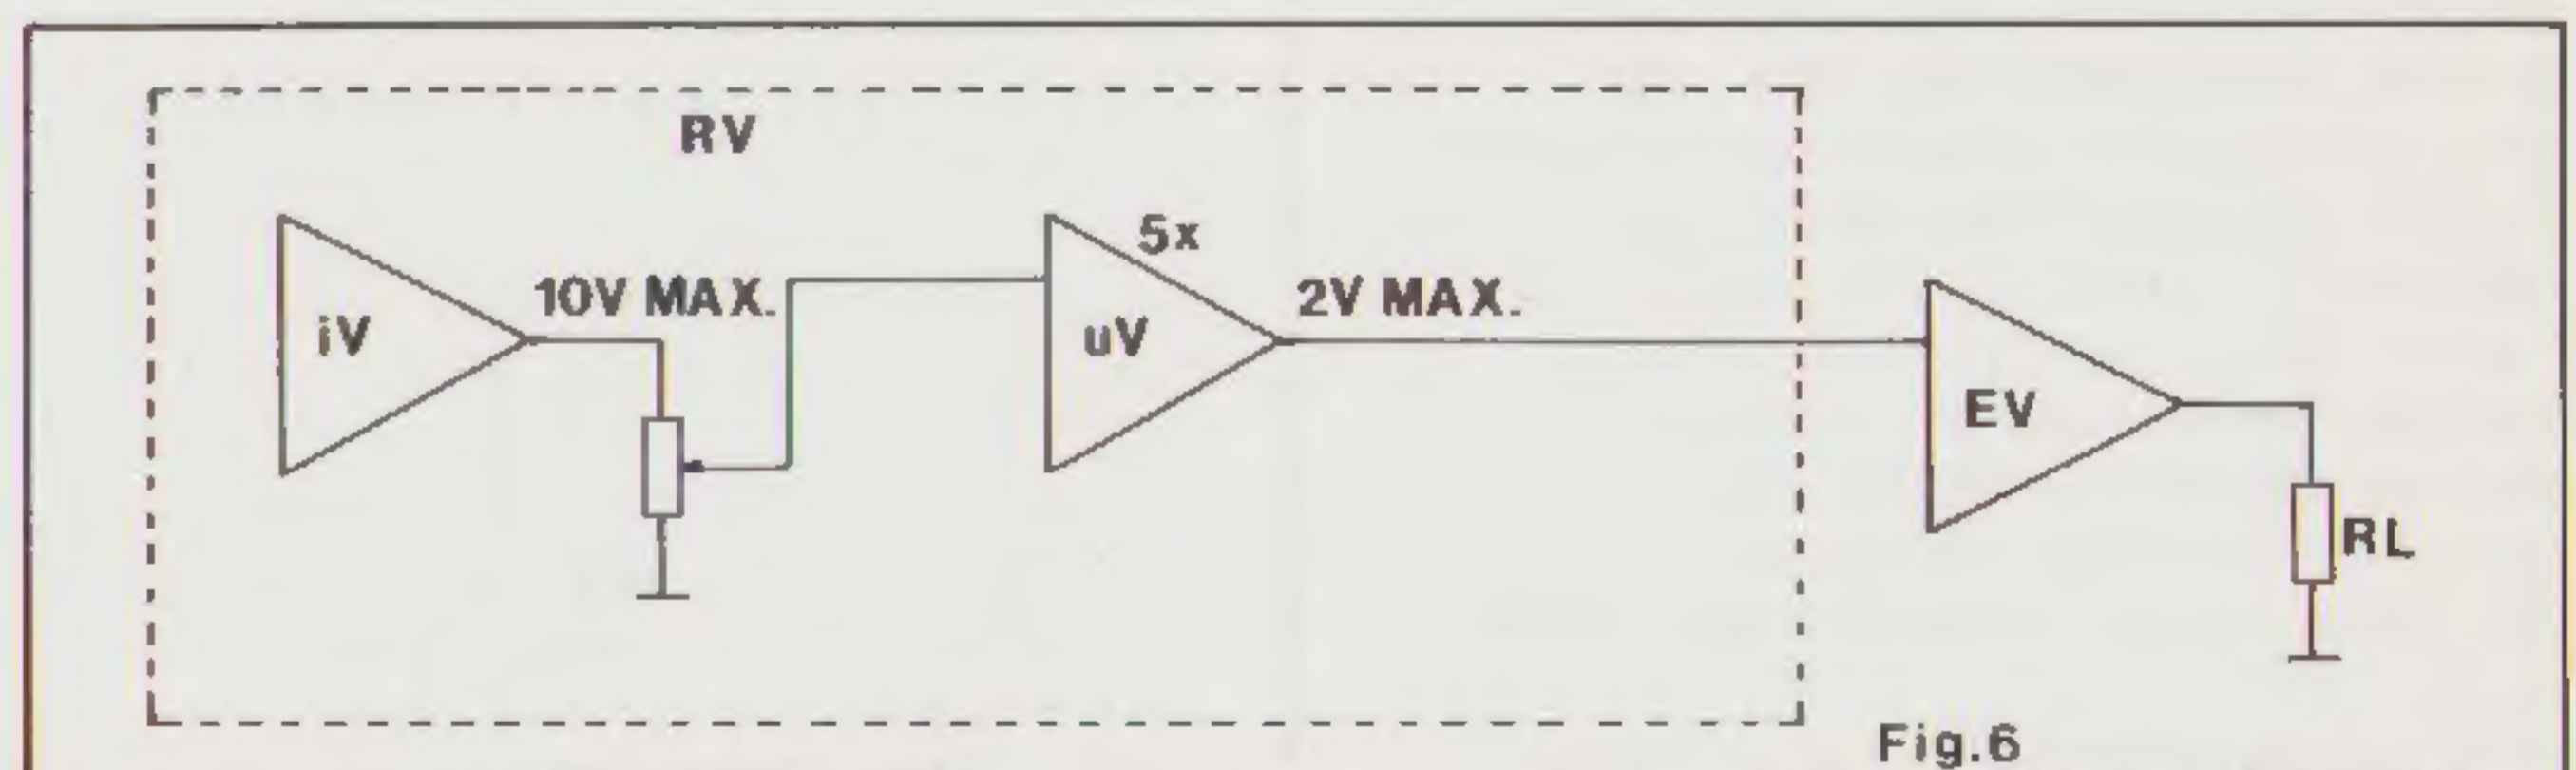 RV
5x
10V MAX.
2V MAX.
iV
uV
EV
RL
Fig.6